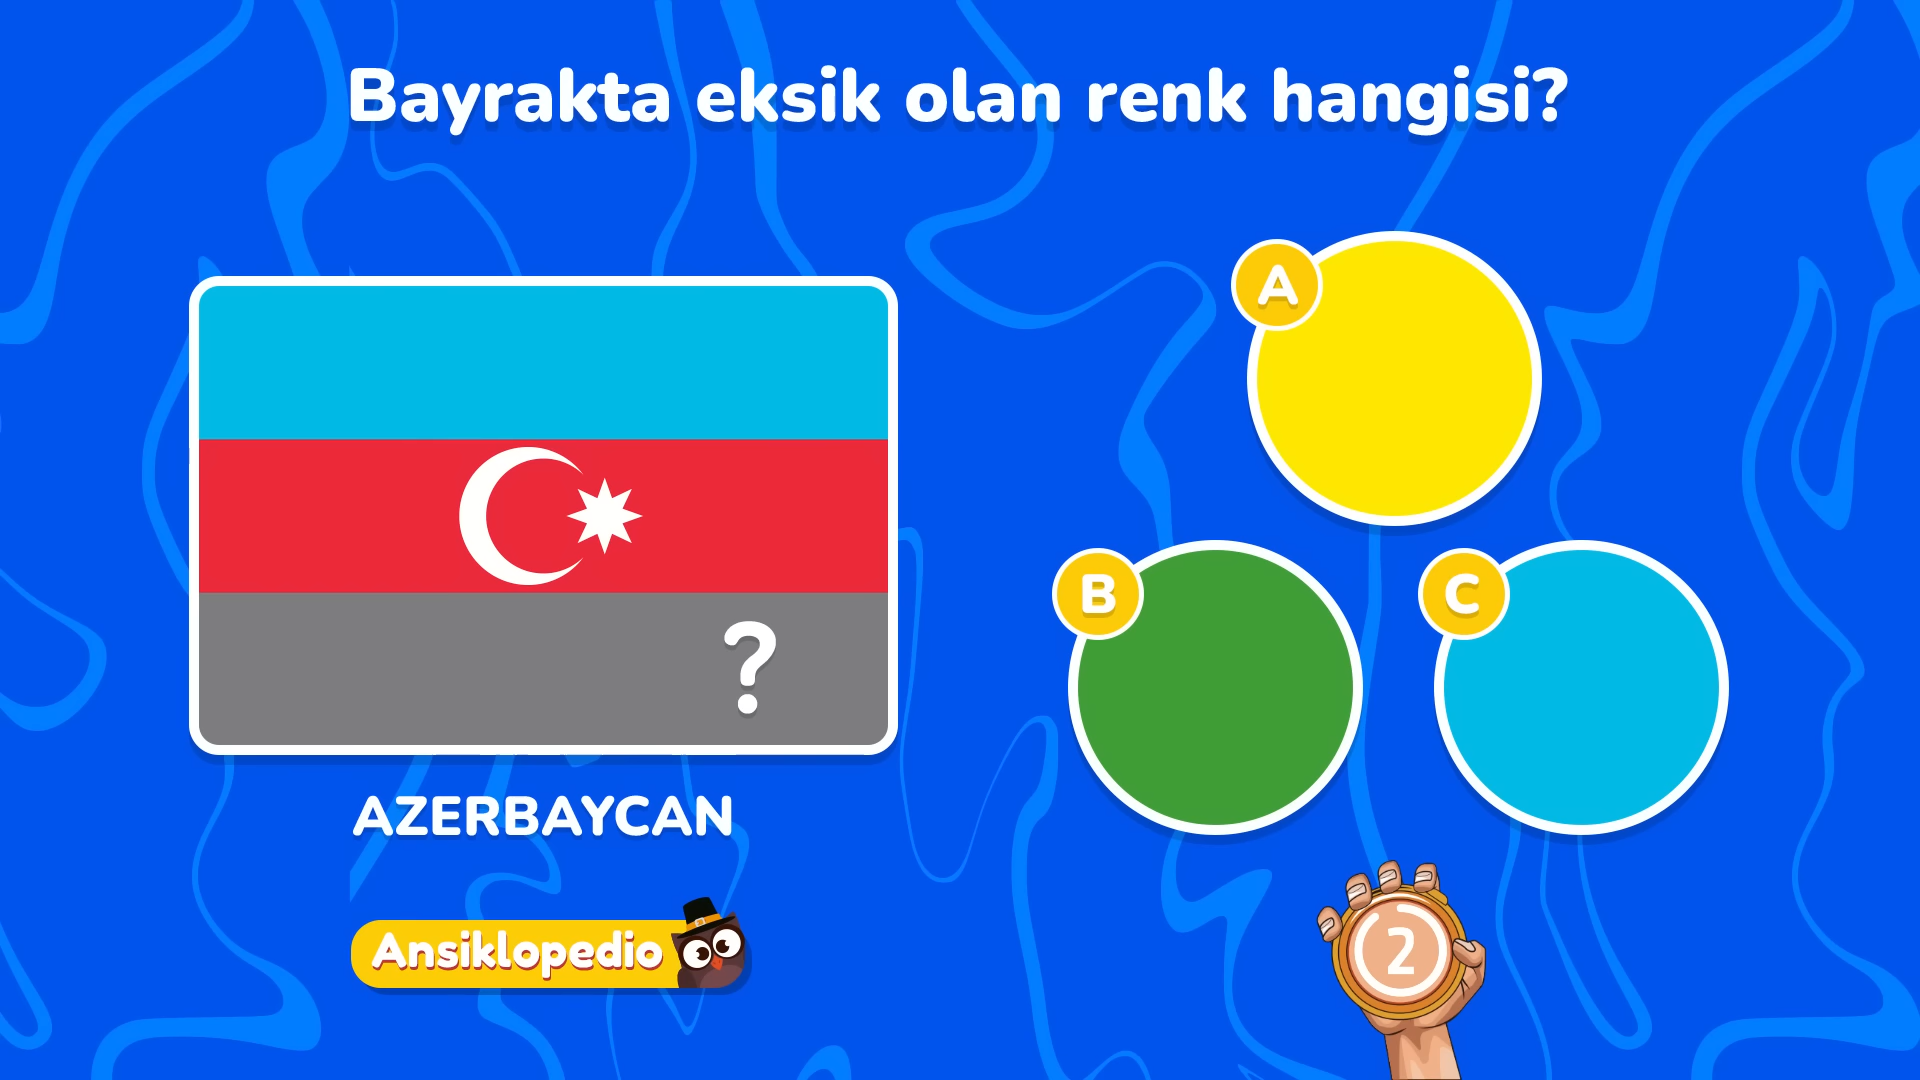 Bayrakta eksik olan renk hangisi?
A
?
B
C
AZERBAYCAN
Ansiklopedio
2